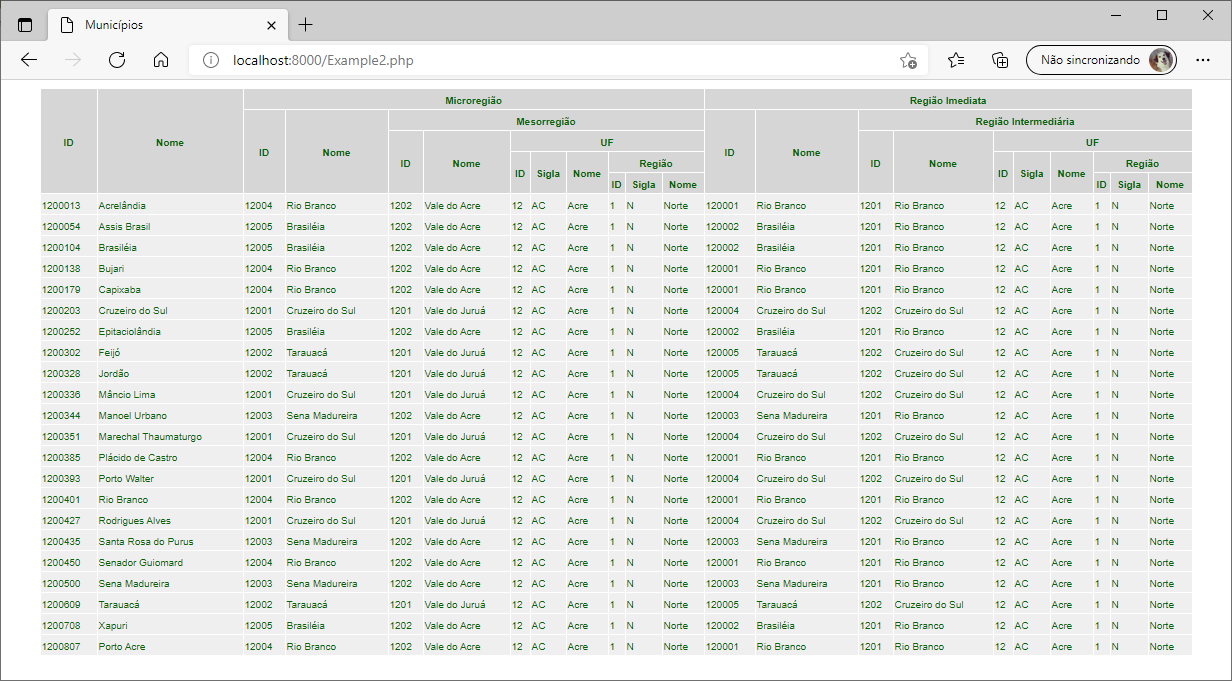 Municípios
localhost:8000/Example2.php
Não sincronizando
Microregião Região Imediata
Mesorregião Região Intermediária
ID Nome ID Nome UF ID Nome UF
ID Nome ID Nome
ID Sigla Nome Região ID Sigla Nome Região
ID Sigla Nome ID Sigla Nome
1200013 Acrelândia 12004 Rio Branco 1202 Vale do Acre 12 AC Acre 1 N Norte 120001 Rio Branco 1201 Rio Branco 12 AC Acre 1 N Norte
1200054 Assis Brasil 12005 Brasiléia 1202 Vale do Acre 12 AC Acre 1 N Norte 120002 Brasiléia 1201 Rio Branco 12 AC Acre 1 N Norte
1200104 Brasiléia 12005 Brasiléia 1202 Vale do Acre 12 AC Acre 1 N Norte 120002 Brasiléia 1201 Rio Branco 12 AC Acre 1 N Norte
1200138 Bujari 12004 Rio Branco 1202 Vale do Acre 12 AC Acre 1 N Norte 120001 Rio Branco 1201 Rio Branco 12 AC Acre 1 N Norte
1200179 Capixaba 12004 Rio Branco 1202 Vale do Acre 12 AC Acre 1 N Norte 120001 Rio Branco 1201 Rio Branco 12 AC Acre 1 N Norte
1200203 Cruzeiro do Sul 12001 Cruzeiro do Sul 1201 Vale do Juruá 12 AC Acre 1 N Norte 120004 Cruzeiro do Sul 1202 Cruzeiro do Sul 12 AC Acre 1 N Norte
1200252 Epitaciolândia 12005 Brasiléia 1202 Vale do Acre 12 AC Acre 1 N Norte 120002 Brasiléia 1201 Rio Branco 12 AC Acre 1 N Norte
1200302 Feijó 12002 Tarauacá 1201 Vale do Juruá 12 AC Acre 1 N Norte 120005 Tarauacá 1202 Cruzeiro do Sul 12 AC Acre 1 N Norte
1200328 Jordão 12002 Tarauacá 1201 Vale do Juruá 12 AC Acre 1 N Norte 120005 Tarauacá 1202 Cruzeiro do Sul 12 AC Acre 1 N Norte
1200336 Mâncio Lima 12001 Cruzeiro do Sul 1201 Vale do Juruá 12 AC Acre 1 N Norte 120004 Cruzeiro do Sul 1202 Cruzeiro do Sul 12 AC Acre 1 N Norte
1200344 Manoel Urbano 12003 Sena Madureira 1202 Vale do Acre 12 AC Acre 1 N Norte 120003 Sena Madureira 1201 Rio Branco 12 AC Acre 1 N Norte
1200351 Marechal Thaumaturgo 12001 Cruzeiro do Sul 1201 Vale do Juruá 12 AC Acre 1 N Norte 120004 Cruzeiro do Sul 1202 Cruzeiro do Sul 12 AC Acre 1 N Norte
1200385 Plácido de Castro 12004 Rio Branco 1202 Vale do Acre 12 AC Acre 1 N Norte 120001 Rio Branco 1201 Rio Branco 12 AC Acre 1 N Norte
1200393 Porto Walter 12001 Cruzeiro do Sul 1201 Vale do Juruá 12 AC Acre 1 N Norte 120004 Cruzeiro do Sul 1202 Cruzeiro do Sul 12 AC Acre 1 N Norte
1200401 Rio Branco 12004 Rio Branco 1202 Vale do Acre 12 AC Acre 1 N Norte 120001 Rio Branco 1201 Rio Branco 12 AC Acre 1 N Norte
1200427 Rodrigues Alves 12001 Cruzeiro do Sul 1201 Vale do Juruá 12 AC Acre 1 N Norte 120004 Cruzeiro do Sul 1202 Cruzeiro do Sul 12 AC Acre 1 N Norte
1200435 Santa Rosa do Purus 12003 Sena Madureira 1202 Vale do Acre 12 AC Acre 1 N Norte 120003 Sena Madureira 1201 Rio Branco 12 AC Acre 1 N Norte
1200450 Senador Guiomard 12004 Rio Branco 1202 Vale do Acre 12 AC Acre 1 N Norte 120001 Rio Branco 1201 Rio Branco 12 AC Acre 1 N Norte
1200500 Sena Madureira 12003 Sena Madureira 1202 Vale do Acre 12 AC Acre 1 N Norte 120003 Sena Madureira 1201 Rio Branco 12 AC Acre 1 N Norte
1200609 Tarauacá 12002 Tarauacá 1201 Vale do Juruá 12 AC Acre 1 N Norte 120005 Tarauacá 1202 Cruzeiro do Sul 12 AC Acre 1 N Norte
1200708 Xapuri 12005 Brasiléia 1202 Vale do Acre 12 AC Acre 1 N Norte 120002 Brasiléia 1201 Rio Branco 12 AC Acre 1 N Norte
1200807 Porto Acre 12004 Rio Branco 1202 Vale do Acre 12 AC Acre 1 N Norte 120001 Rio Branco 1201 Rio Branco 12 AC Acre 1 N Norte